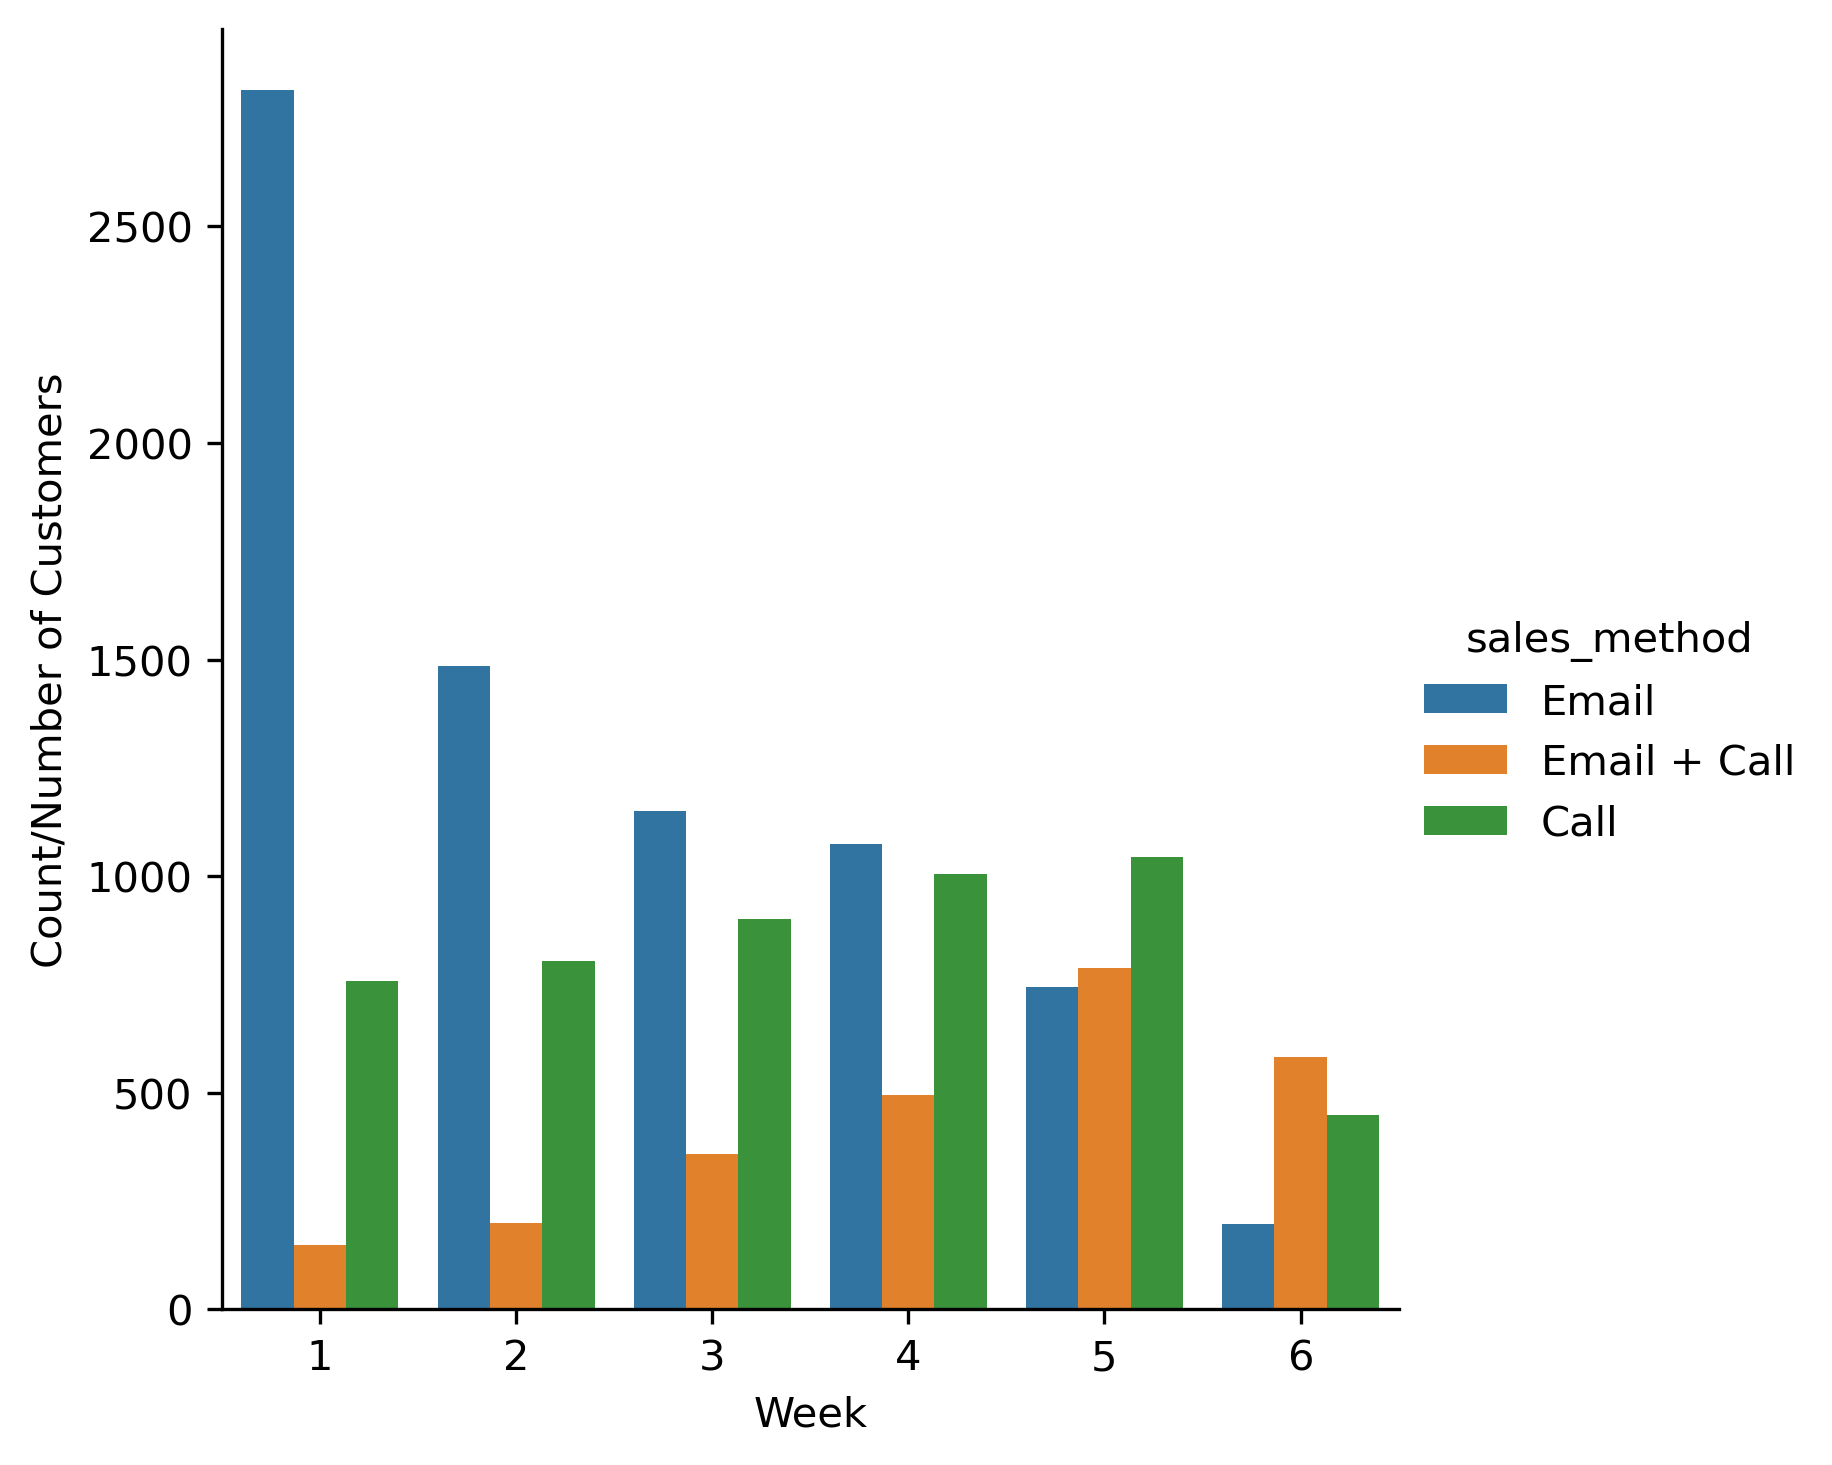 2500
2000
1500
1000
500
0
Count/Number of Customers
1 2 3 4 5 6
Week
sales_method
Email
Email + Call
Call